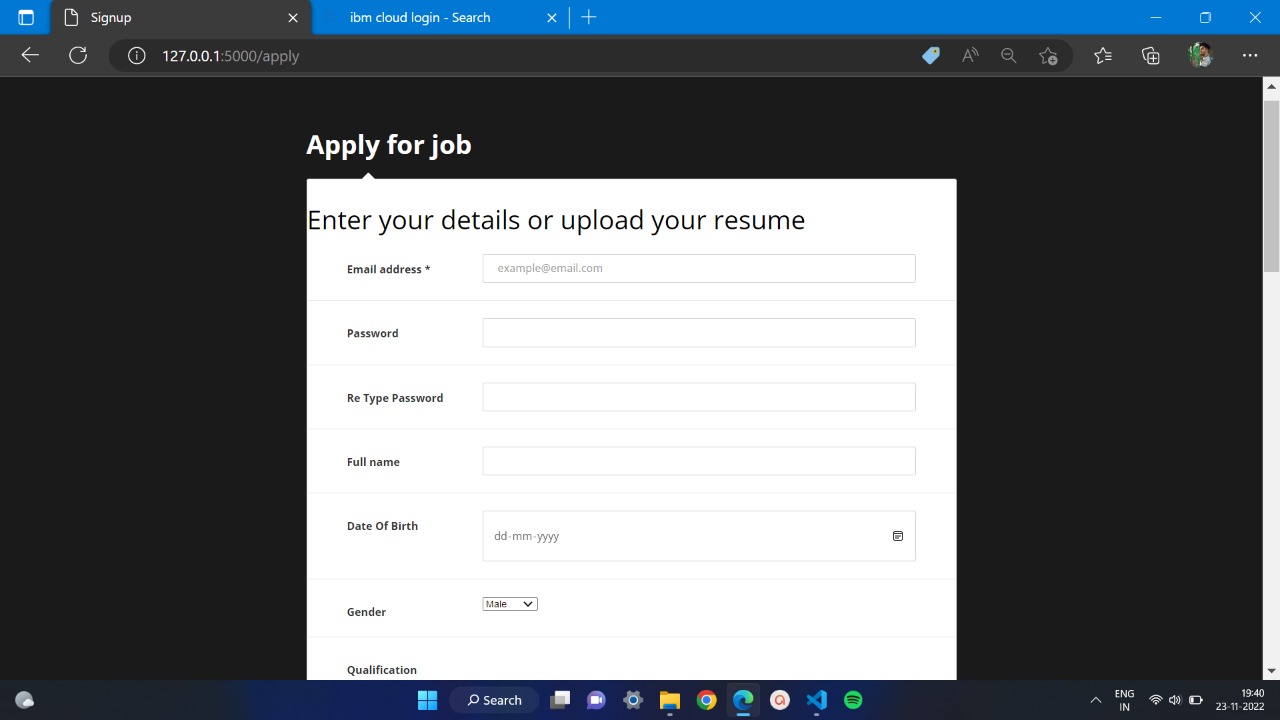 Signup
ibm cloud login - Search
127.0.0.1:5000/apply
Apply for job
Enter your details or upload your resume
Email address *
example@email.com
Password
Re Type Password
Full name
Date Of Birth
dd-mm-yyyy
Gender
Male
Qualification
Search
ENG
IN
19:40
23-11-2022